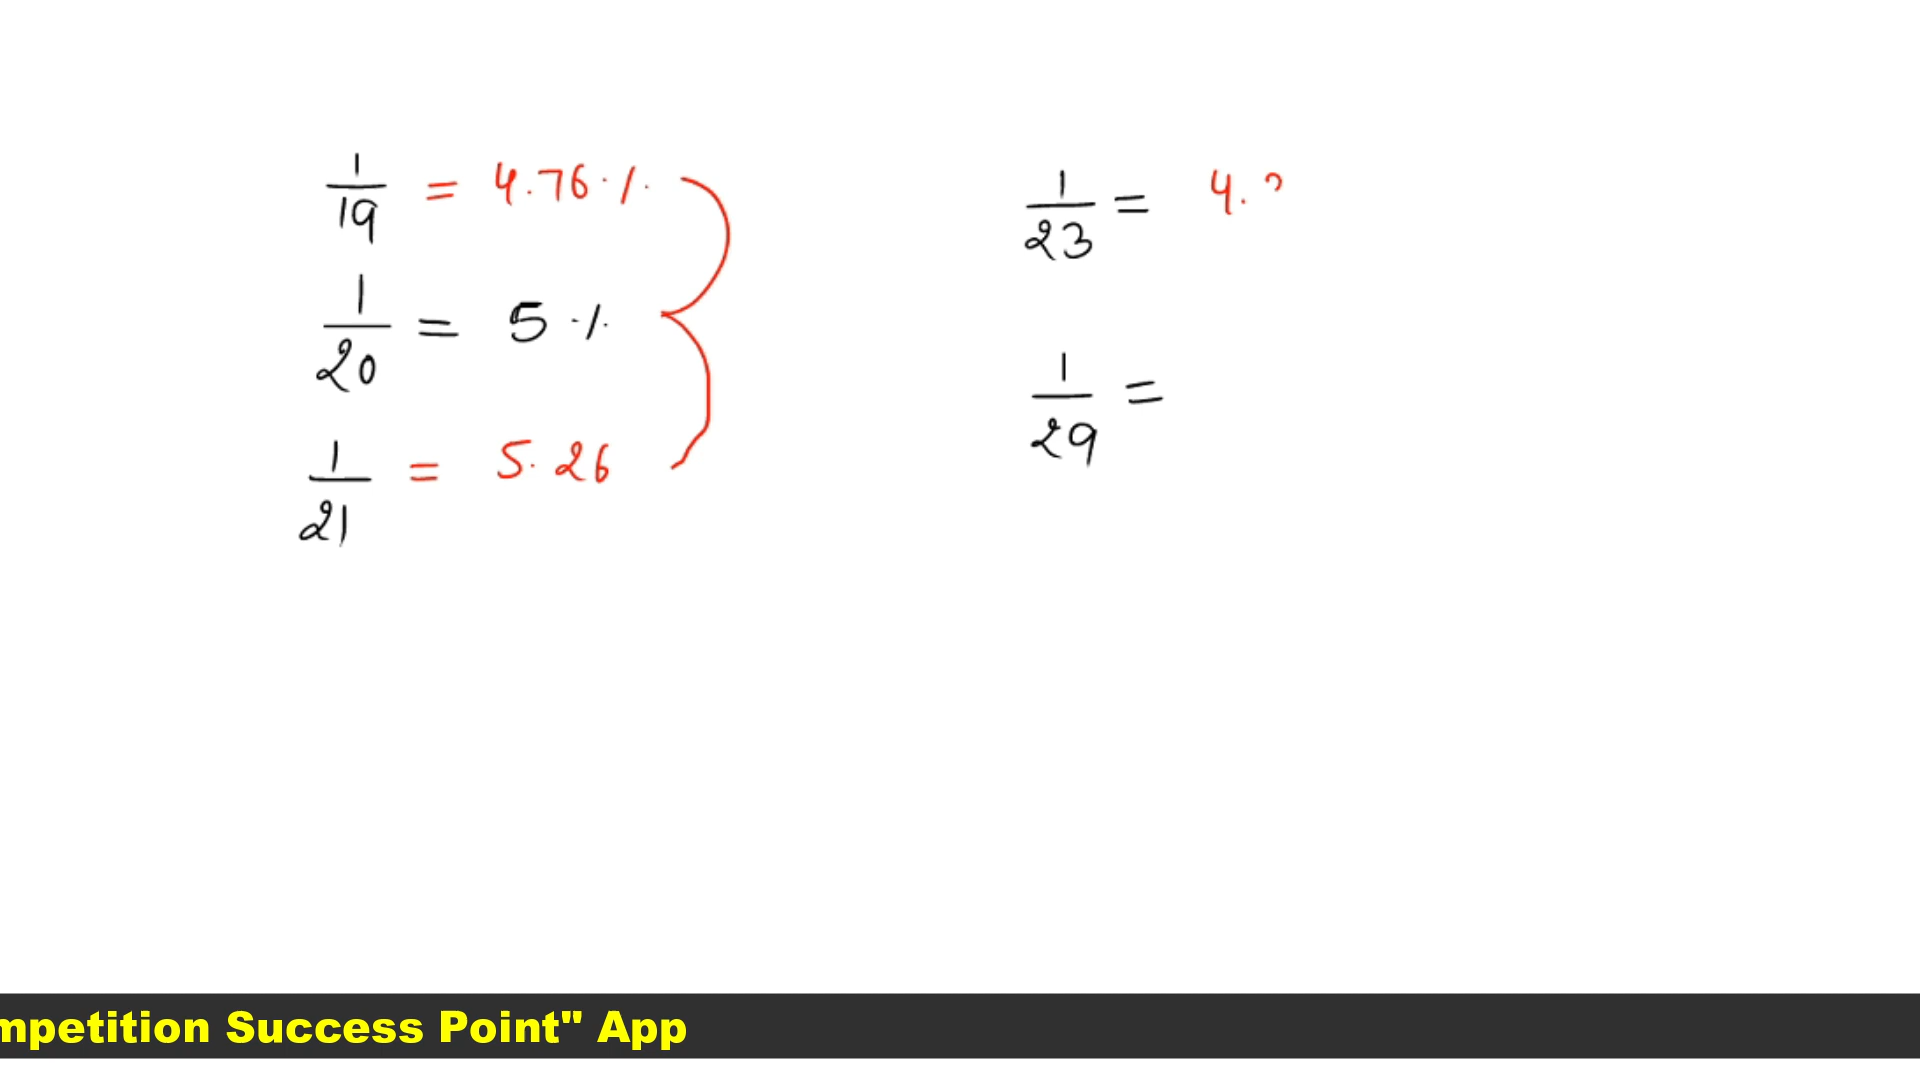 1/19 = 4.76%
1/20 = 5%
1/21 = 5.26
1/23 = 4.
1/29 =
mpetition Success Point" App